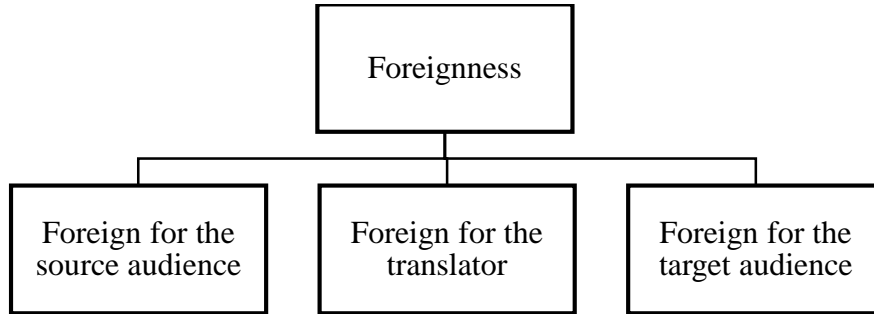 Foreignness
Foreign for the
source audience
Foreign for the
translator
Foreign for the
target audience